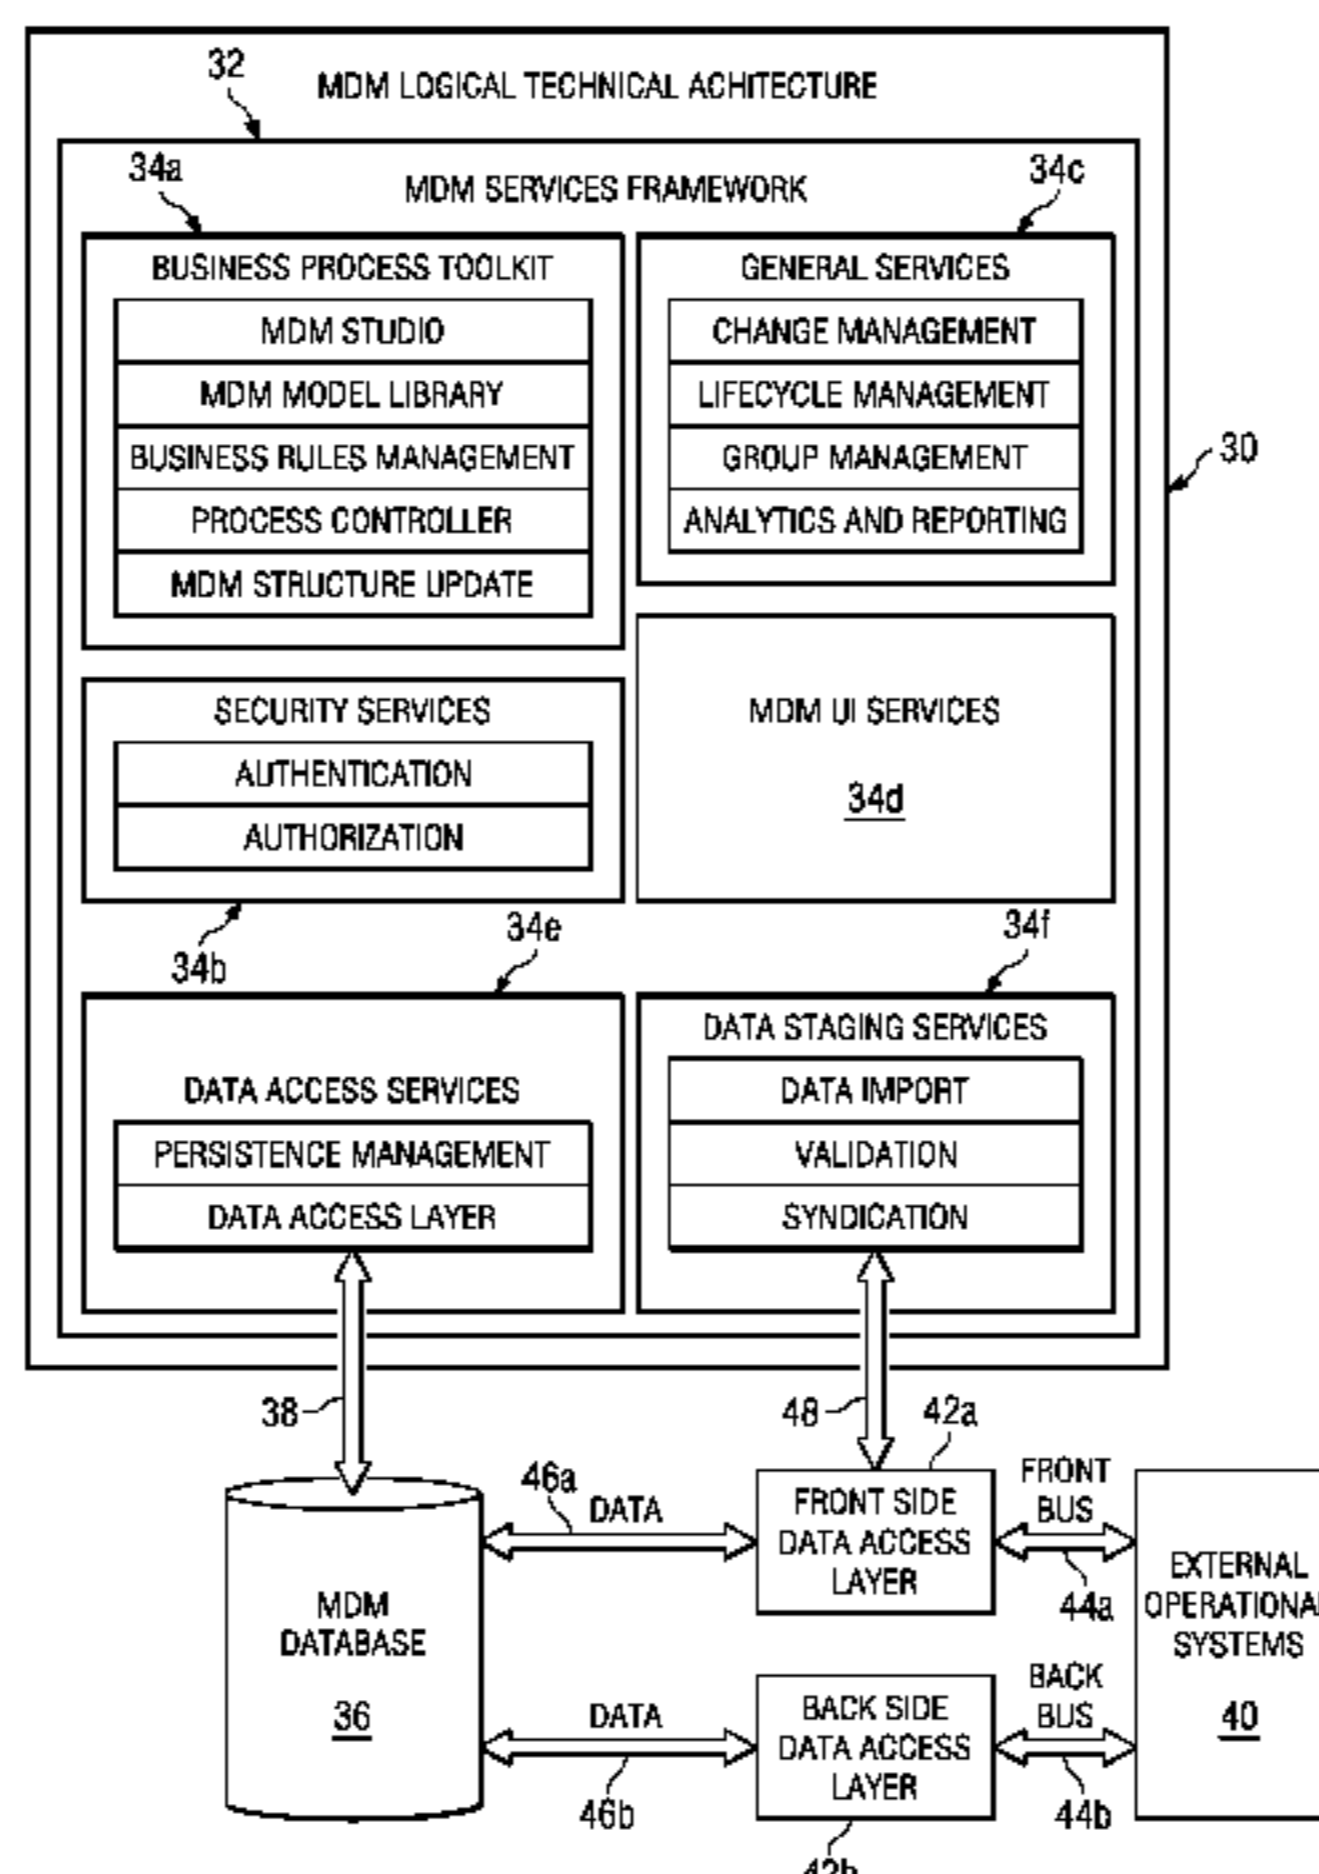 32
MDM LOGICAL TECHNICAL ACHITECTURE
34a
34c
MDM SERVICES FRAMEWORK
BUSINESS PROCESS TOOLKIT
MDM STUDIO
MDM MODEL LIBRARY
BUSINESS RULES MANAGEMENT
PROCESS CONTROLLER
MDM STRUCTURE UPDATE
GENERAL SERVICES
CHANGE MANAGEMENT
LIFECYCLE MANAGEMENT
GROUP MANAGEMENT
ANALYTICS AND REPORTING
30
SECURITY SERVICES
AUTHENTICATION
AUTHORIZATION
34b
MDM UI SERVICES
34d
34e
34f
DATA ACCESS SERVICES
PERSISTENCE MANAGEMENT
DATA ACCESS LAYER
DATA STAGING SERVICES
DATA IMPORT
VALIDATION
SYNDICATION
38
48
42a
MDM
DATABASE
36
46a
DATA
FRONT SIDE
DATA ACCESS
LAYER
FRONT
BUS
44a
EXTERNAL
OPERATIONAL
SYSTEMS
40
DATA
46b
BACK SIDE
DATA ACCESS
LAYER
BACK
BUS
44b
42b